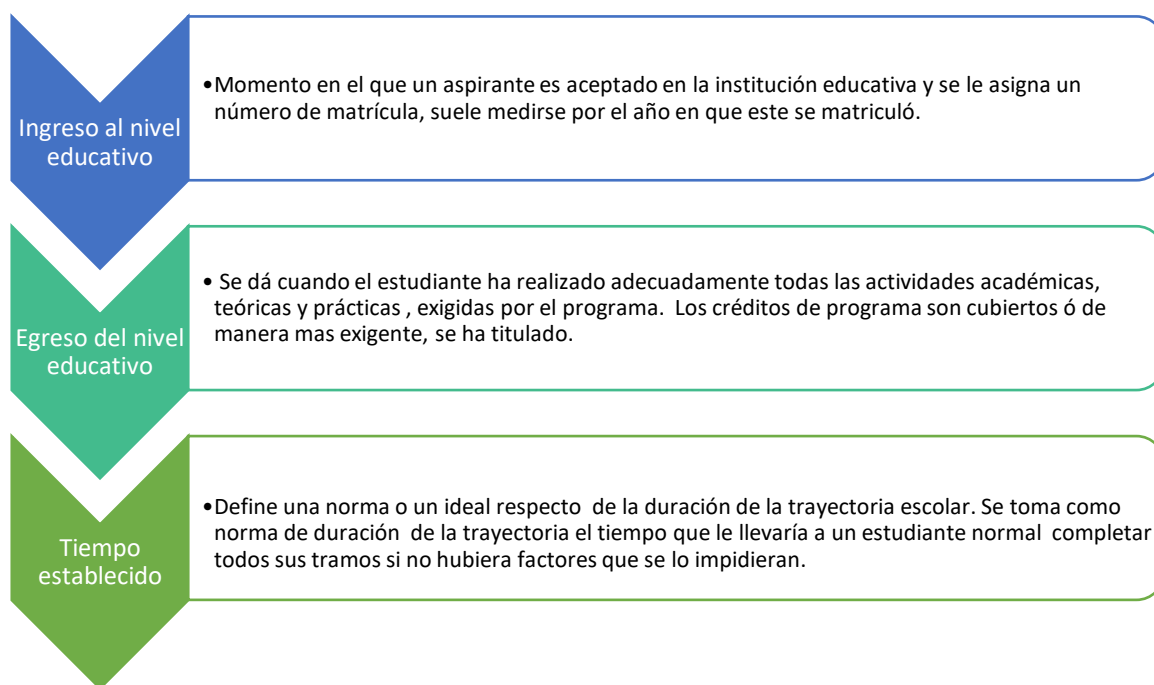 Ingreso al nivel
educativo
•Momento en el que un aspirante es aceptado en la institución educativa y se le asigna un
número de matrícula, suele medirse por el año en que este se matriculó.
Egreso del nivel
educativo
• Se dá cuando el estudiante ha realizado adecuadamente todas las actividades académicas,
teóricas y prácticas , exigidas por el programa.  Los créditos de programa son cubiertos ó de
manera mas exigente, se ha titulado.
Tiempo
establecido
•Define una norma o un ideal respecto  de la duración de la trayectoria escolar. Se toma como
norma de duración  de la trayectoria el tiempo que le llevaría a un estudiante normal  completar
todos sus tramos si no hubiera factores que se lo impidieran.